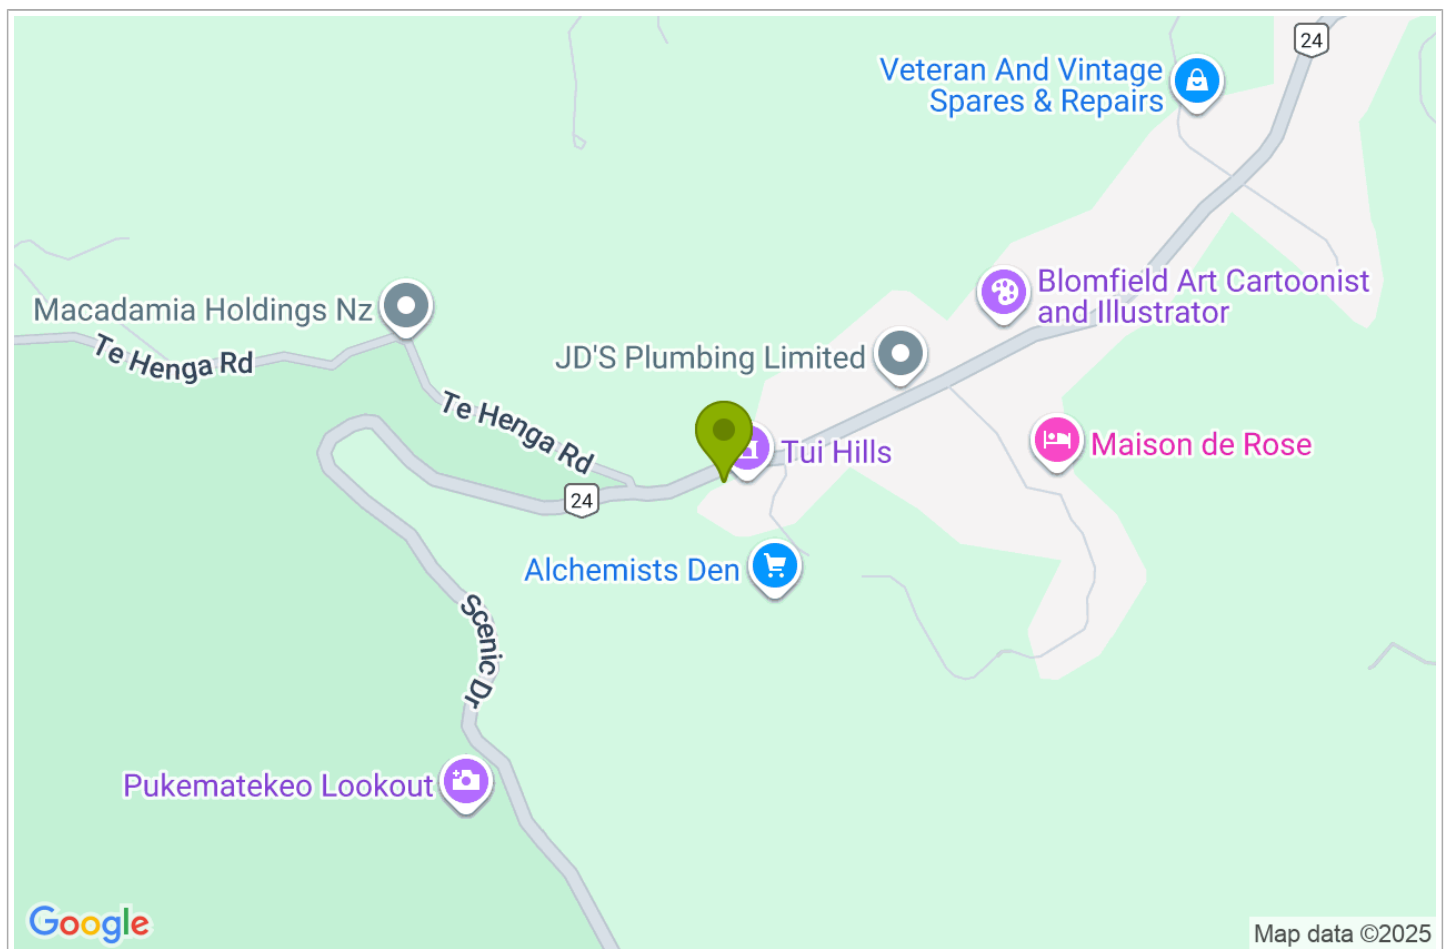 24
Veteran And Vintage
Spares & Repairs
Blomfield Art Cartoonist
and Illustrator
Macadamia Holdings Nz
Te Henga Rd
JD'S Plumbing Limited
Te Henga Rd
Tui Hills
Maison de Rose
24
Alchemists Den
Scenic Dr
Pukematekeo Lookout
Google
Map data ©2025